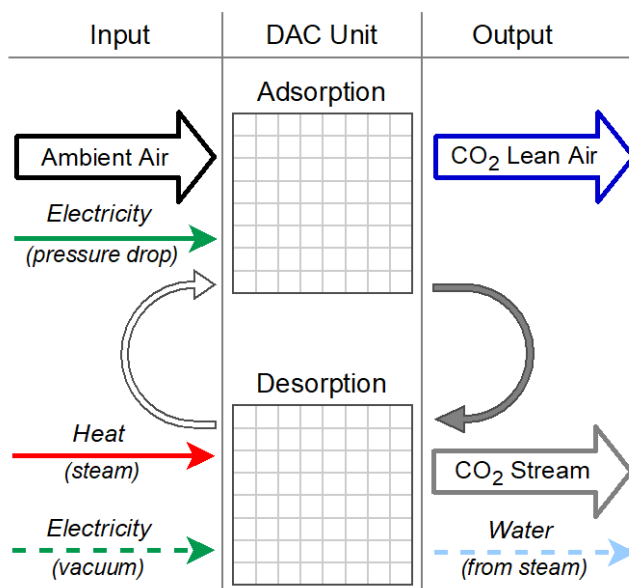 Input
DAC Unit
Output
Adsorption
Ambient Air
CO₂ Lean Air
Electricity
(pressure drop)
Desorption
Heat
(steam)
CO₂ Stream
Electricity
(vacuum)
Water
(from steam)